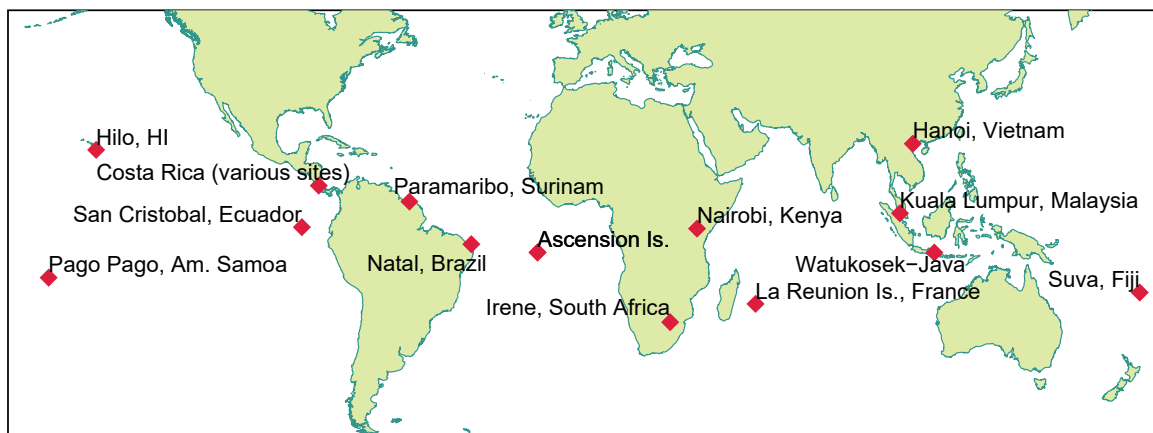 Hilo, HI
Hanoi, Vietnam
Costa Rica (various sites)
Paramaribo, Surinam
Kuala Lumpur, Malaysia
San Cristobal, Ecuador
Nairobi, Kenya
Ascension Is.
Pago Pago, Am. Samoa
Natal, Brazil
Watukosek−Java
Suva, Fiji
La Reunion Is., France
Irene, South Africa